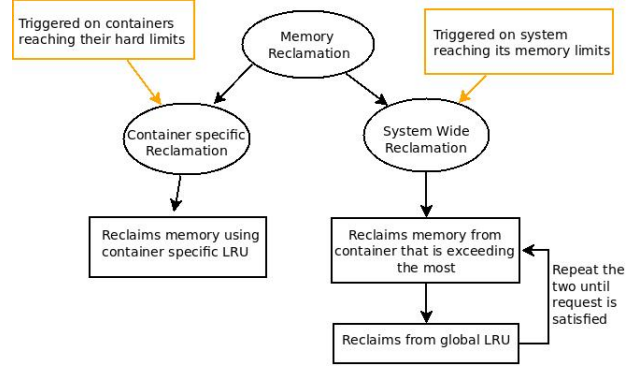 Triggered on containers
reaching their hard limits
Memory
Reclamation
Triggered on system
reaching its memory limits
Container specific
Reclamation
System Wide
Reclamation
Reclaims memory using
container specific LRU
Reclaims memory from
container that is exceeding
the most
Repeat the
two until
request is
satisfied
Reclaims from global LRU